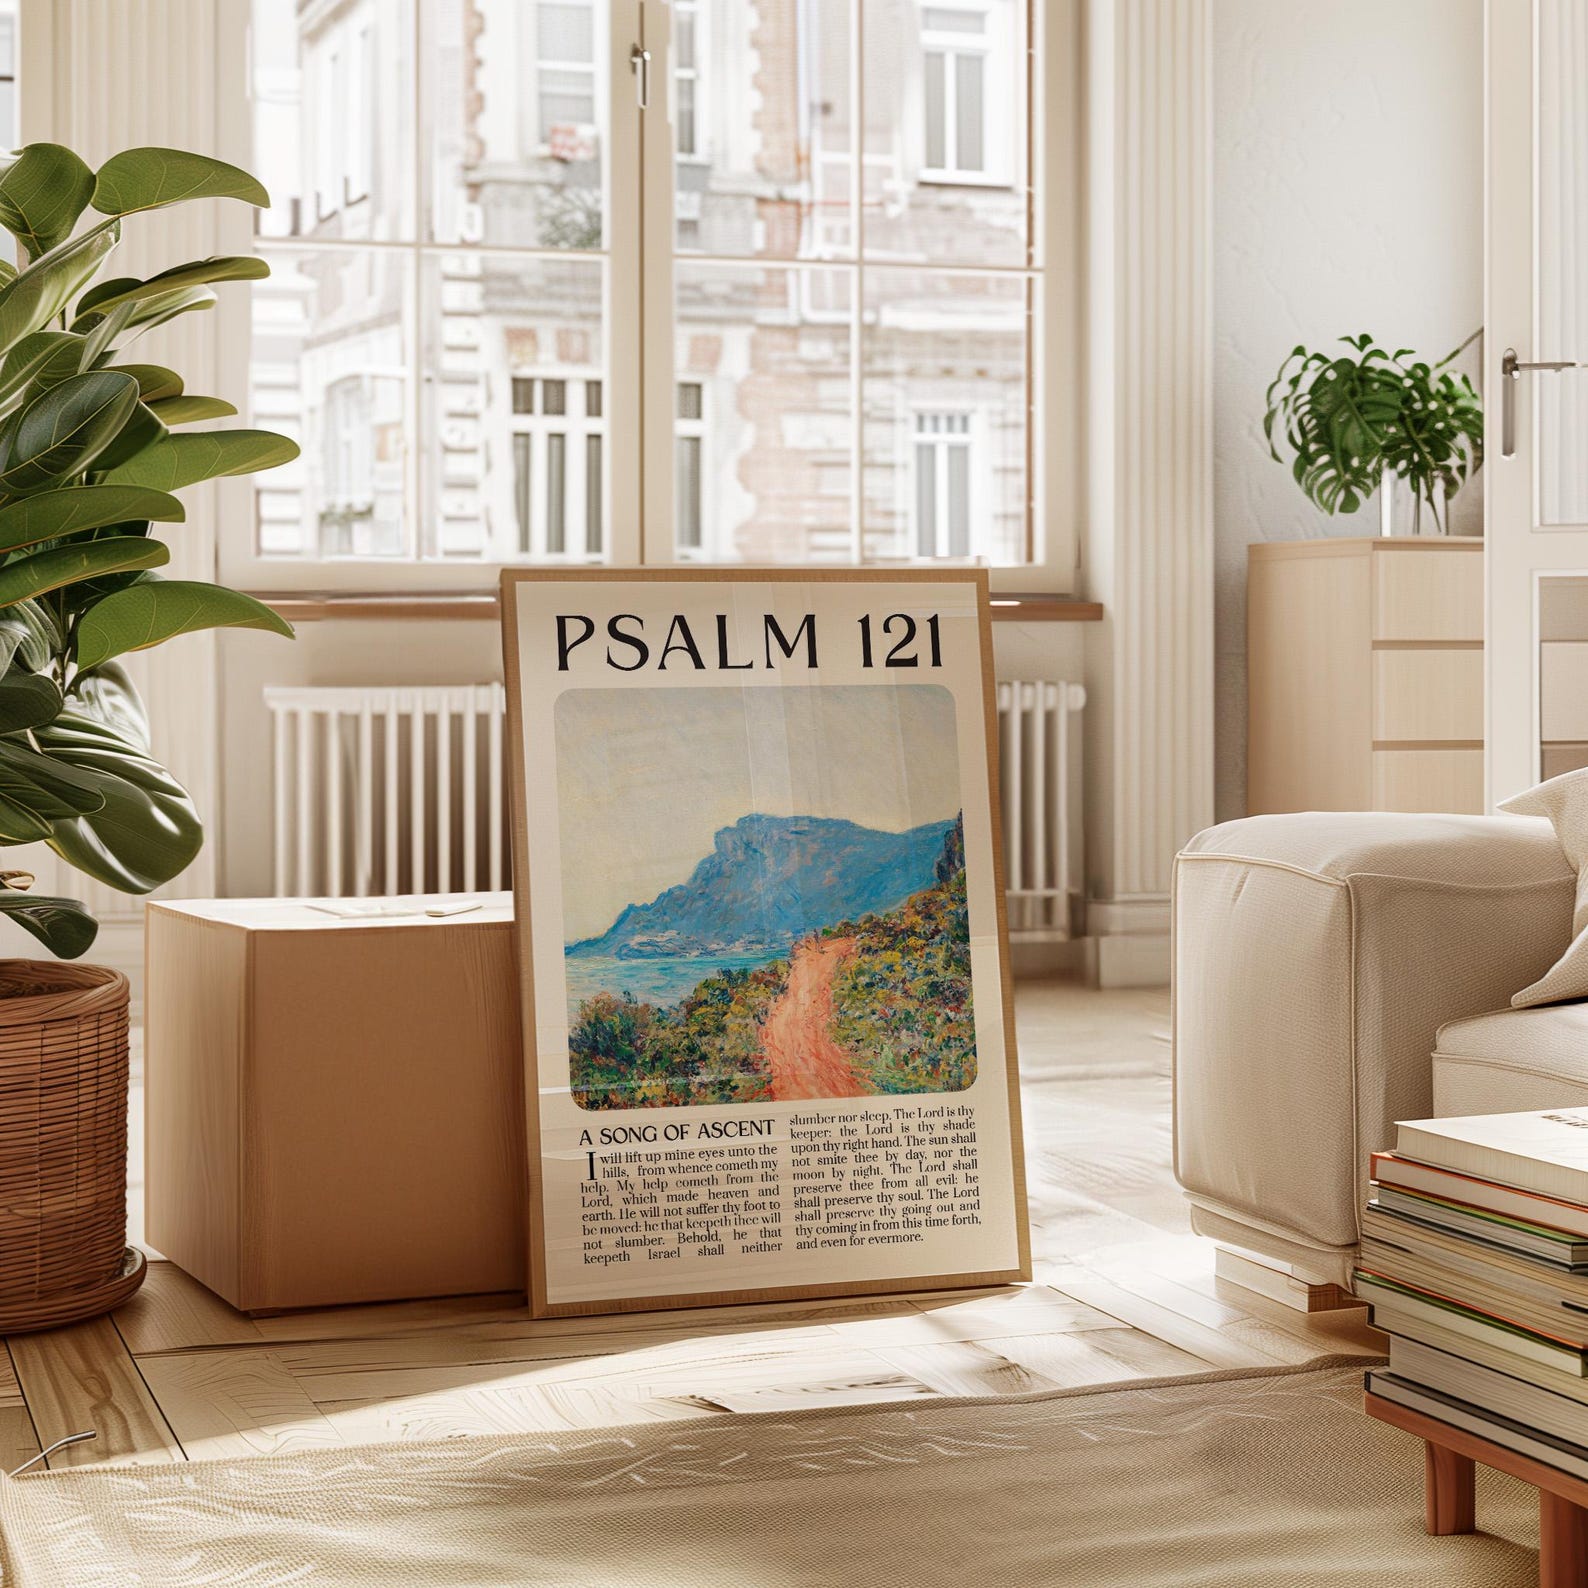 PSALM 121
A SONG OF ASCENT
I will lift up mine eyes unto the
hills, from whence cometh my
help. My help cometh from the
Lord, which made heaven and
earth. He will not suffer thy foot to
be moved: he that keepeth thee will
not slumber. Behold, he that
keepeth Israel shall neither
slumber nor sleep. The Lord is thy
keeper: the Lord is thy shade
upon thy right hand. The sun shall
not smite thee by day, nor the
moon by night. The Lord shall
preserve thee from all evil: he
shall preserve thy soul. The Lord
shall preserve thy going out and
thy coming in from this time forth,
and even for evermore.